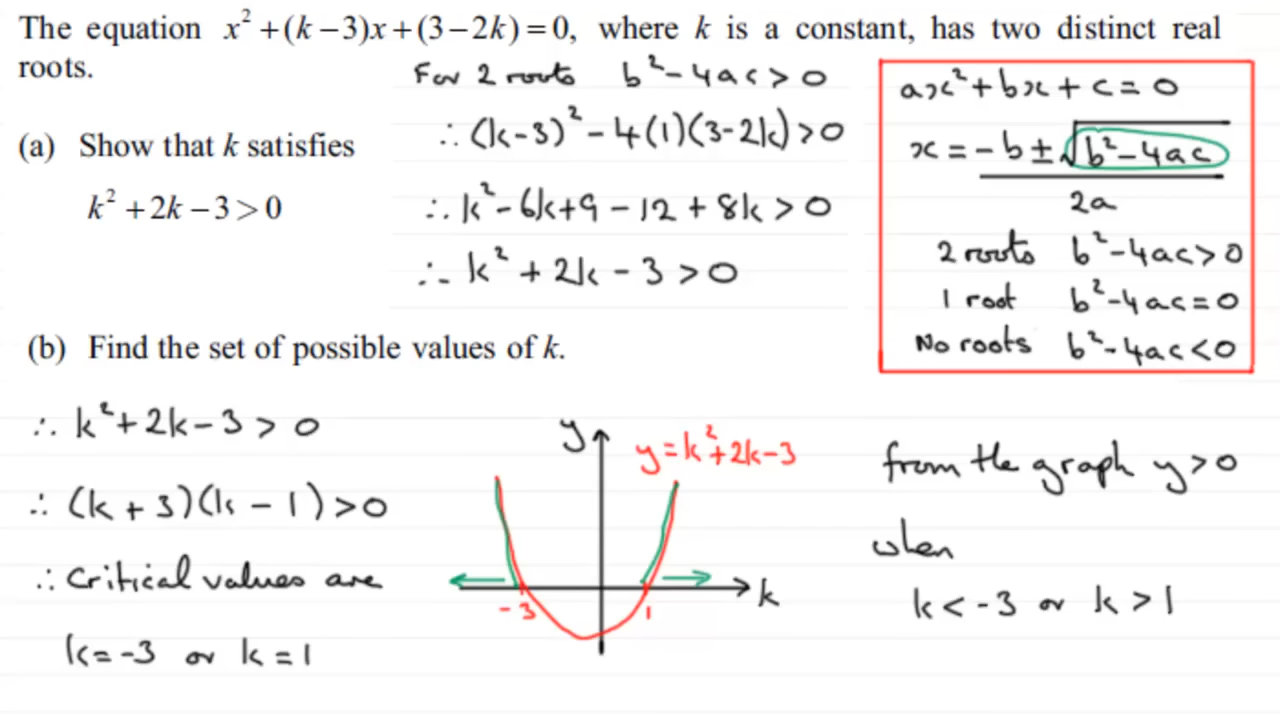 The equation x² + (k − 3)x + (3 − 2k) = 0, where k is a constant, has two distinct real
roots.
For 2 roots b² − 4ac > 0
∴ (k − 3)² − 4(1)(3 − 2k) > 0
(a) Show that k satisfies
k² + 2k − 3 > 0
∴ k² − 6k + 9 − 12 + 8k > 0
∴ k² + 2k − 3 > 0
ax² + bx + c = 0
x = −b ± √b² − 4ac
2a
2 roots b² − 4ac > 0
1 root b² − 4ac = 0
No roots b² − 4ac < 0
(b) Find the set of possible values of k.
∴ k² + 2k − 3 > 0
∴ (k + 3)(k − 1) > 0
∴ Critical values are
k = −3 or k = 1
y
y = k² + 2k − 3
−3
1
k
from the graph y > 0
when
k < −3 or k > 1